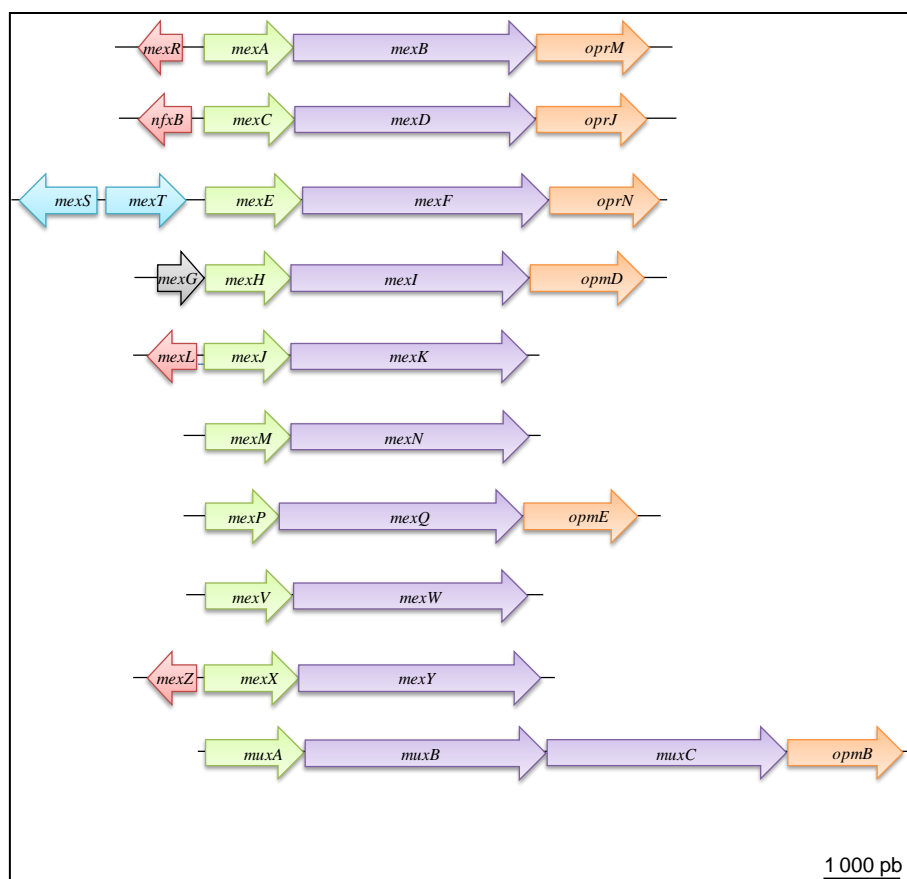 mexR mexA mexB oprM
nfxB mexC mexD oprJ
mexS mexT mexE mexF oprN
mexG mexH mexI opmD
mexL mexJ mexK
mexM mexN
mexP mexQ opmE
mexV mexW
mexZ mexX mexY
muxA muxB muxC opmB
1 000 pb